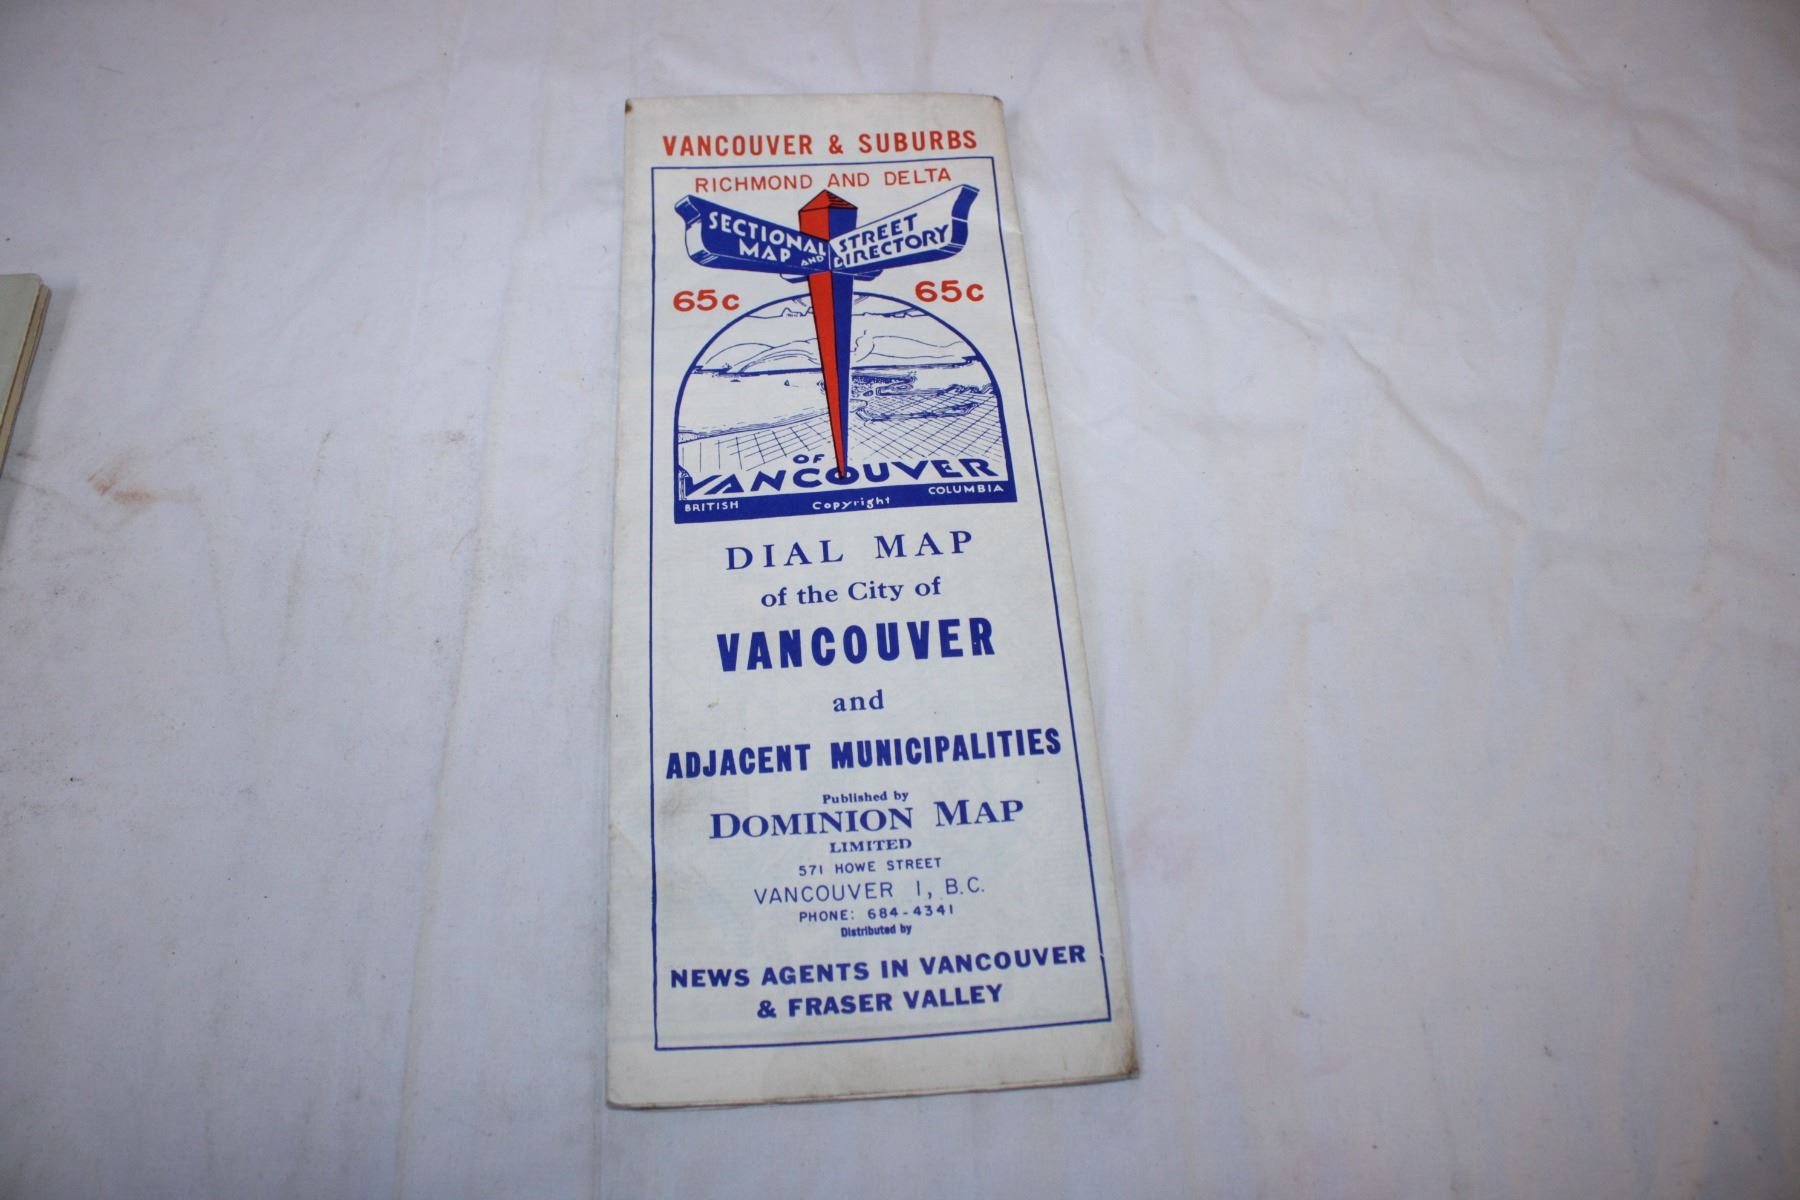 VANCOUVER & SUBURBS
RICHMOND AND DELTA
SECTIONAL
MAP AND
STREET
DIRECTORY
65c 65c
OF
VANCOUVER
BRITISH Copyright COLUMBIA
DIAL MAP
of the City of
VANCOUVER
and
ADJACENT MUNICIPALITIES
Published by
DOMINION MAP
LIMITED
571 HOWE STREET
VANCOUVER 1, B.C.
PHONE: 684-4341
Distributed by
NEWS AGENTS IN VANCOUVER
& FRASER VALLEY